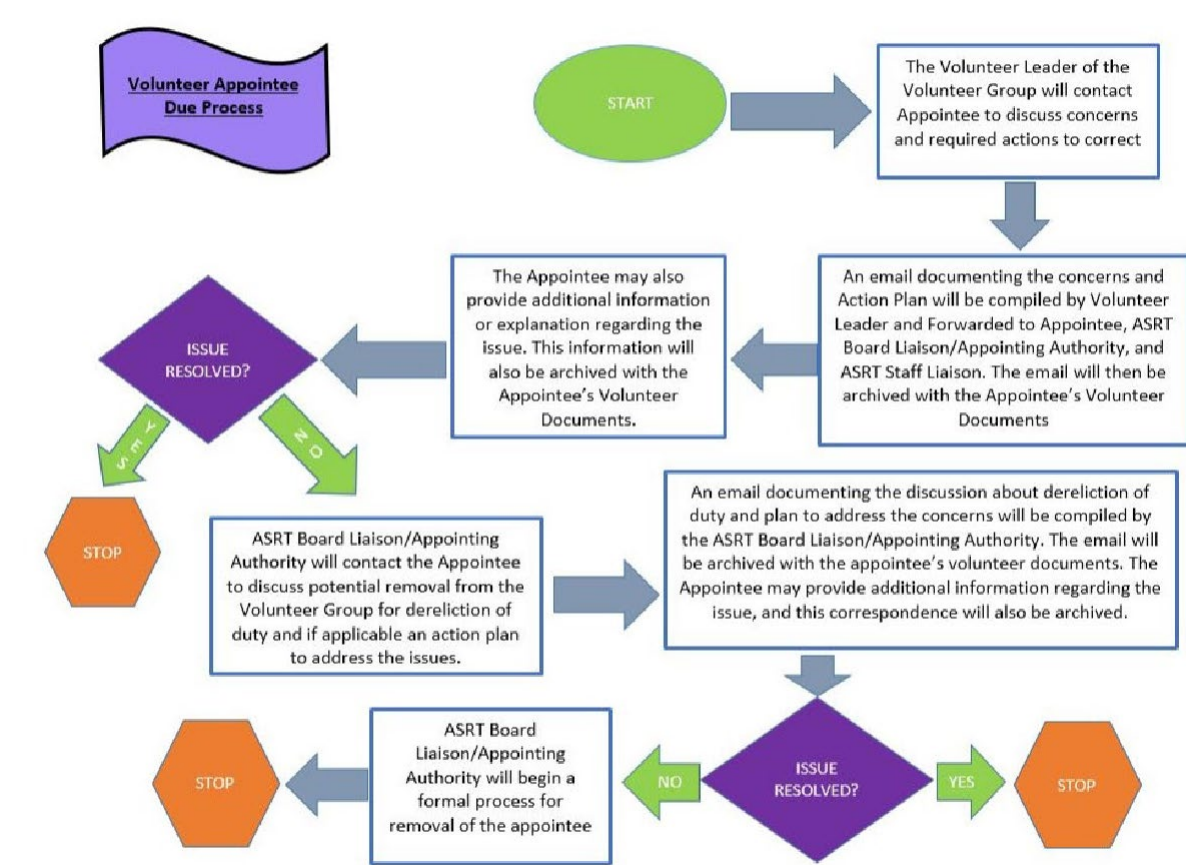 Volunteer Appointee
Due Process
START
The Volunteer Leader of the
Volunteer Group will contact
Appointee to discuss concerns
and required actions to correct
An email documenting the concerns and
Action Plan will be compiled by Volunteer
Leader and Forwarded to Appointee, ASRT
Board Liaison/Appointing Authority, and
ASRT Staff Liaison. The email will then be
archived with the Appointee's Volunteer
Documents
The Appointee may also
provide additional information
or explanation regarding the
issue. This information will
also be archived with the
Appointee's Volunteer
Documents.
ISSUE
RESOLVED?
YES
NO
STOP
ASRT Board Liaison/Appointing
Authority will contact the Appointee
to discuss potential removal from the
Volunteer Group for dereliction of
duty and if applicable an action plan
to address the issues.
An email documenting the discussion about dereliction of
duty and plan to address the concerns will be compiled by
the ASRT Board Liaison/Appointing Authority. The email will
be archived with the appointee's volunteer documents. The
Appointee may provide additional information regarding the
issue, and this correspondence will also be archived.
ISSUE
RESOLVED?
YES
STOP
NO
ASRT Board
Liaison/Appointing
Authority will begin a
formal process for
removal of the appointee
STOP